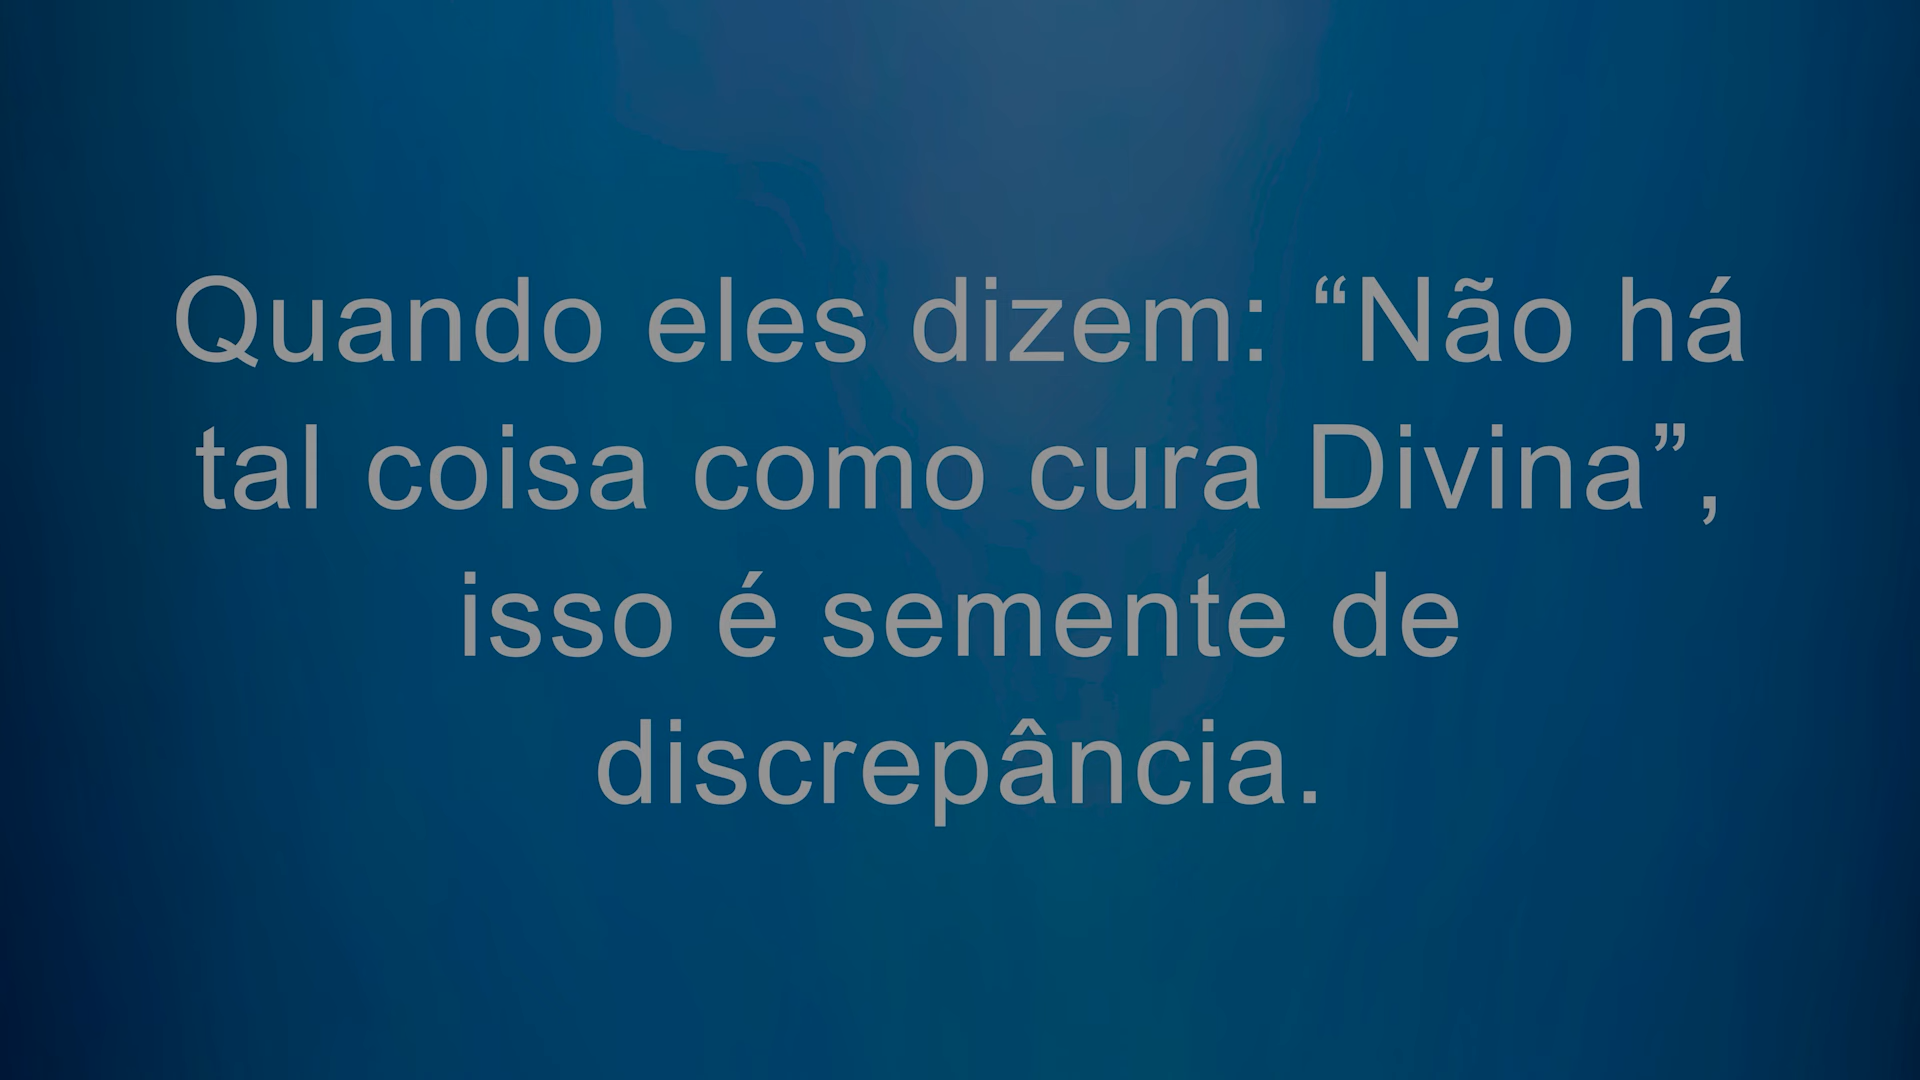 Quando eles dizem: “Não há
tal coisa como cura Divina”,
isso é semente de
discrepância.